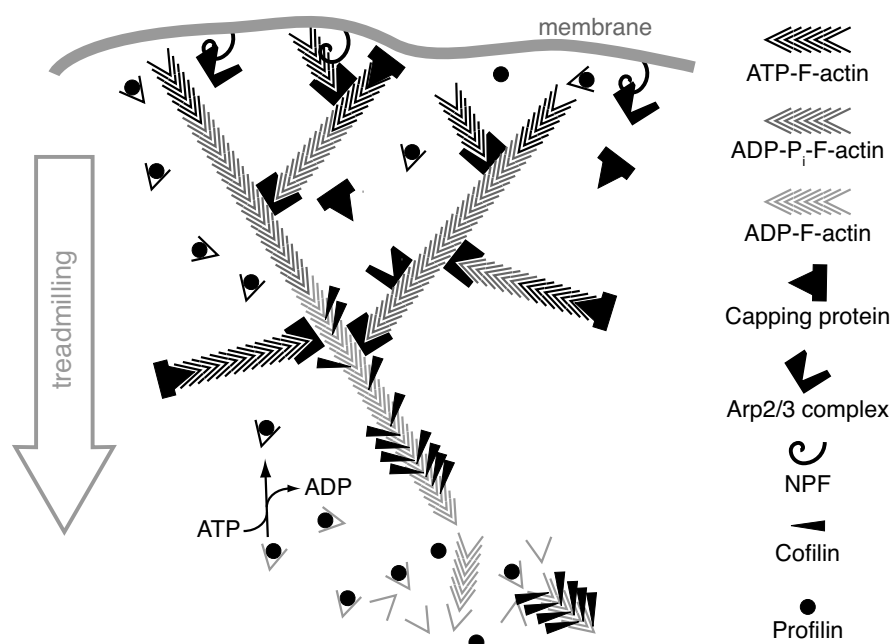 membrane
treadmilling
ATP
ADP
ATP-F-actin
ADP-Pi-F-actin
ADP-F-actin
Capping protein
Arp2/3 complex
NPF
Cofilin
Profilin